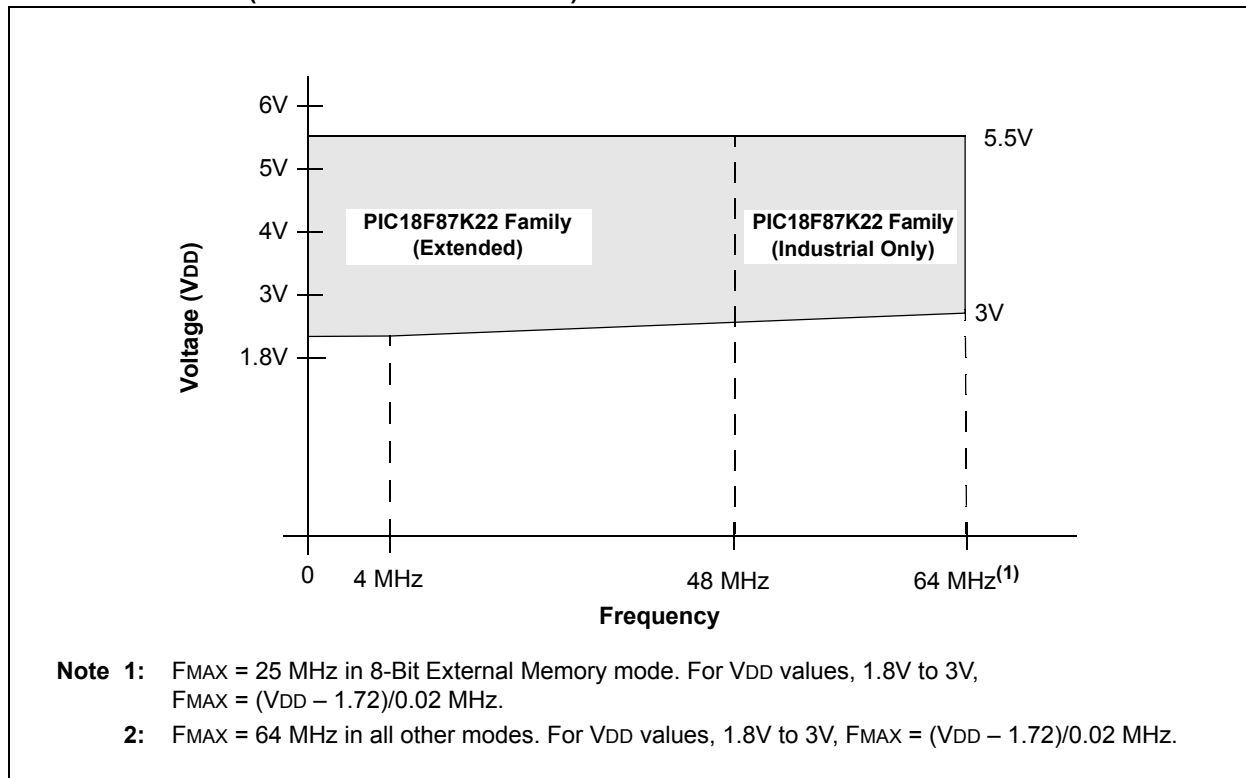 6V
5.5V
5V
PIC18F87K22 Family
(Extended)
PIC18F87K22 Family
(Industrial Only)
4V
Voltage (VDD)
3V
3V
1.8V
0
4 MHz
48 MHz
64 MHz(1)
Frequency
Note 1: FMAX = 25 MHz in 8-Bit External Memory mode. For VDD values, 1.8V to 3V,
FMAX = (VDD – 1.72)/0.02 MHz.
2: FMAX = 64 MHz in all other modes. For VDD values, 1.8V to 3V, FMAX = (VDD – 1.72)/0.02 MHz.